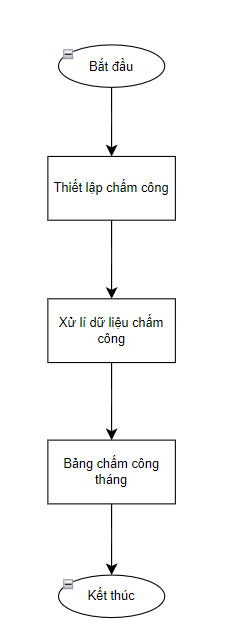 Bắt đầu
Thiết lập chấm công
Xử lí dữ liệu chấm
công
Bảng chấm công
tháng
Kết thúc